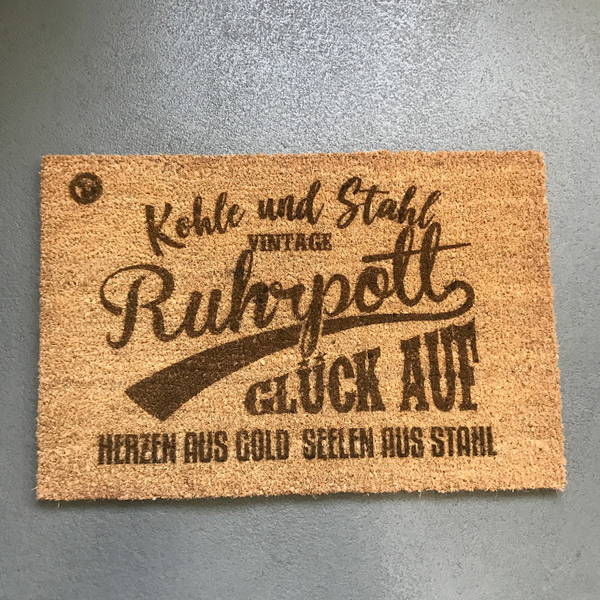 Kohle und Stahl
VINTAGE
Ruhrpott
GLÜCK AUF
HERZEN AUS GOLD SEELEN AUS STAHL